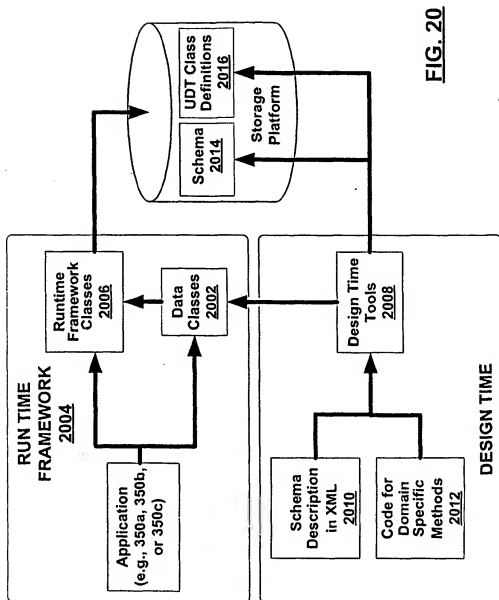 RUN TIME
FRAMEWORK
2004
Application
(e.g., 350a, 350b,
or 350c)
Runtime
Framework
Classes
2006
Data
Classes
2002
Schema
2014
UDT Class
Definitions
2016
Storage
Platform
Schema
Description
in XML
2010
Code for
Domain
Specific
Methods
2012
Design Time
Tools
2008
DESIGN TIME
FIG. 20